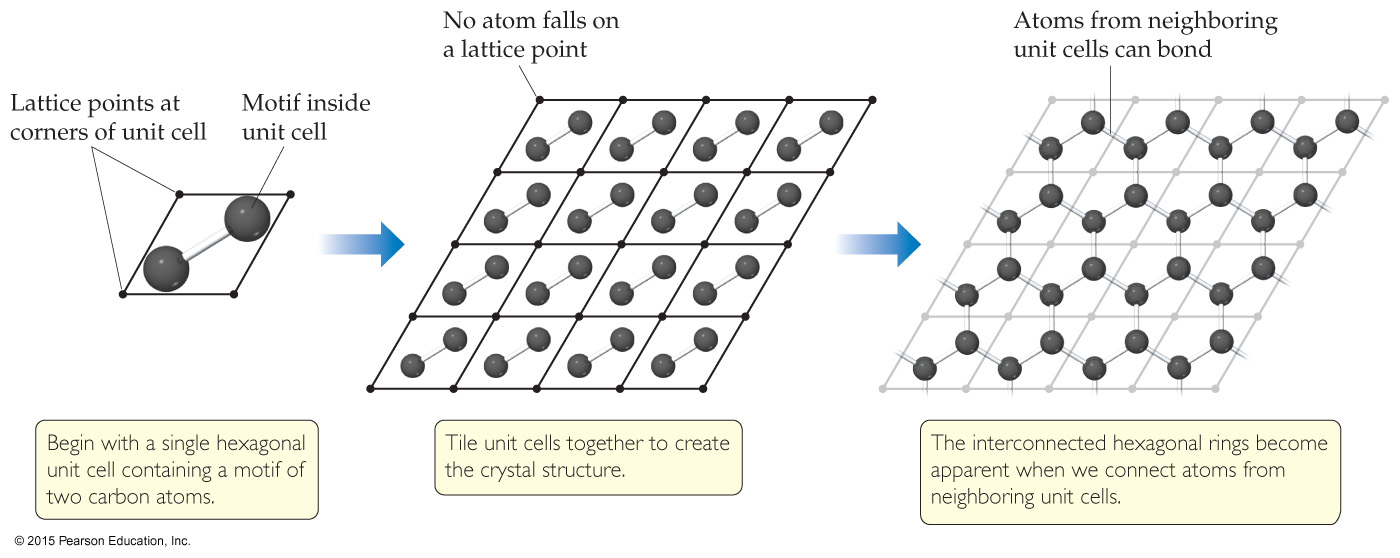 Lattice points at
corners of unit cell
Motif inside
unit cell
No atom falls on
a lattice point
Atoms from neighboring
unit cells can bond
Begin with a single hexagonal
unit cell containing a motif of
two carbon atoms.
Tile unit cells together to create
the crystal structure.
The interconnected hexagonal rings become
apparent when we connect atoms from
neighboring unit cells.
© 2015 Pearson Education, Inc.